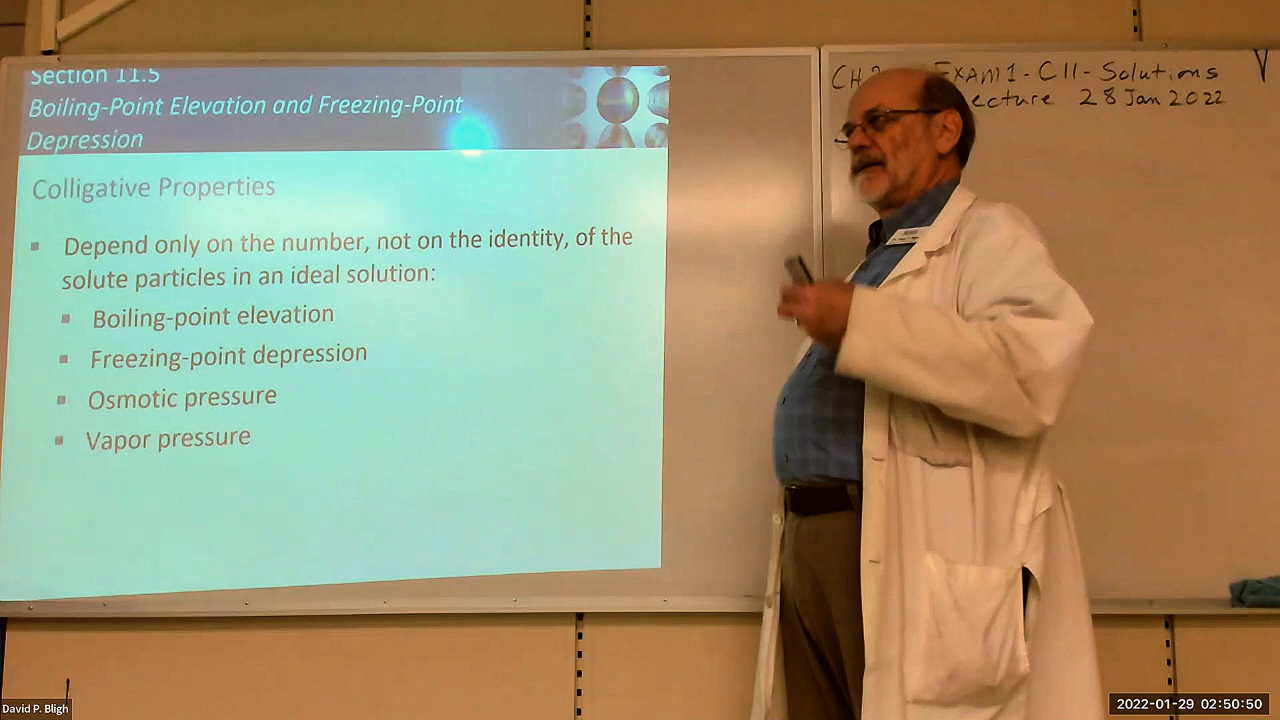 Section 11.5
Boiling-Point Elevation and Freezing-Point
Depression
Colligative Properties
▪ Depend only on the number, not on the identity, of the
solute particles in an ideal solution:
▪ Boiling-point elevation
▪ Freezing-point depression
▪ Osmotic pressure
▪ Vapor pressure
Exam 1 - C11 - Solutions
ecture 28 Jan 2022
David P. Bligh
2022-01-29 02:50:50